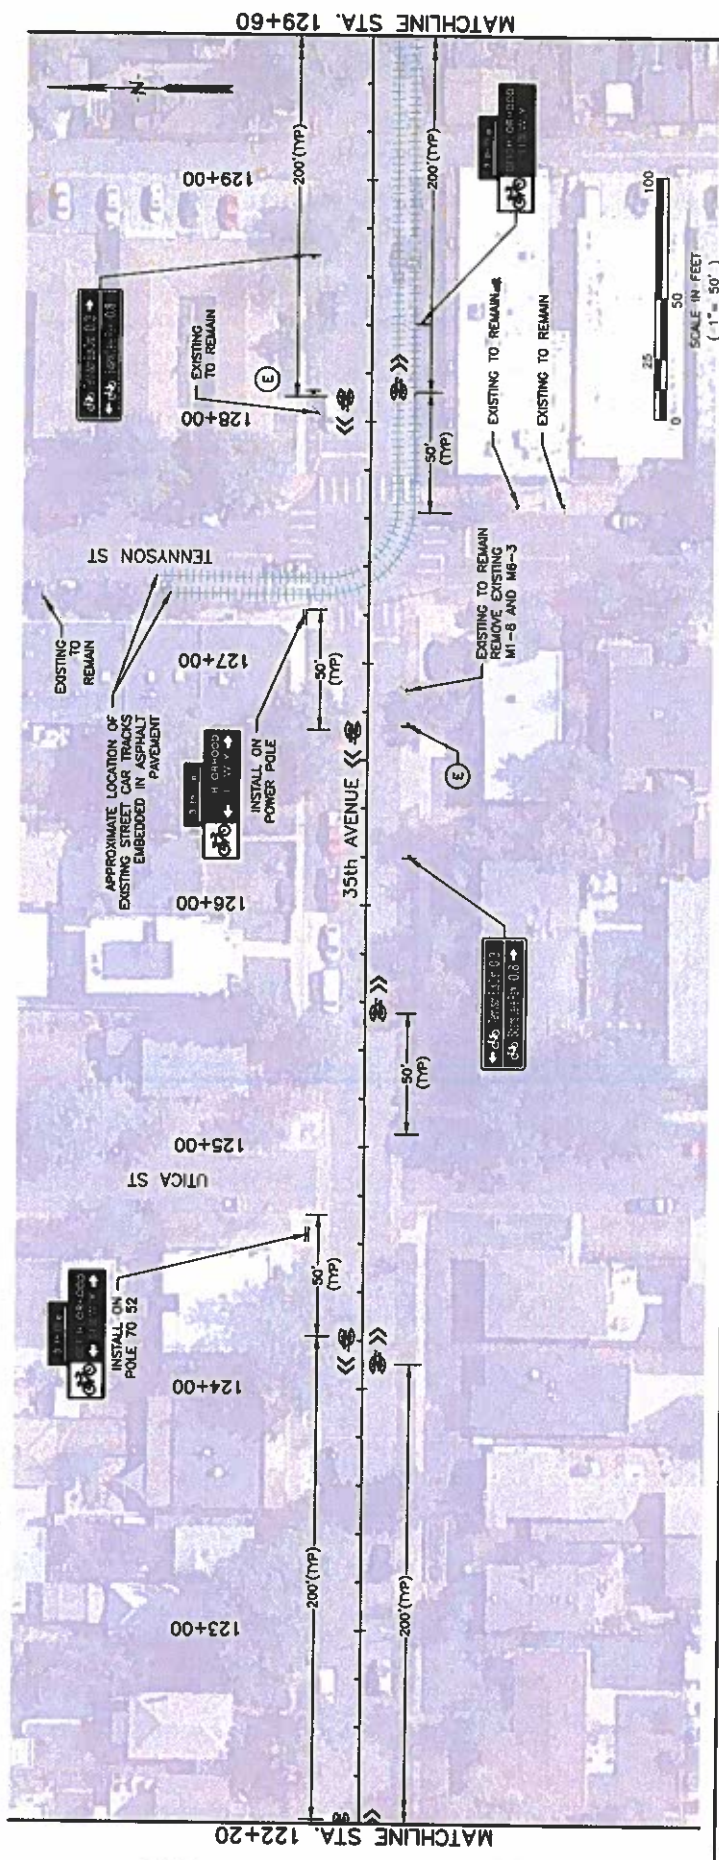 MATCHLINE STA. 122+20
MATCHLINE STA. 129+60
123+00
124+00
125+00
126+00
127+00
128+00
129+00
UTICA ST
TENNYSON ST
35th AVENUE
INSTALL ON
POLE 70 52
200'(TYP)
200'(TYP)
50'
(TYP)
50'
(TYP)
APPROXIMATE LOCATION OF
EXISTING STREET CAR TRACKS
EMBEDDED IN ASPHALT
PAVEMENT
EXISTING
TO
REMAIN
INSTALL ON
POWER POLE
50'
(TYP)
E
EXISTING TO REMAIN
REMOVE EXISTING
M1-8 AND M6-3
EXISTING
TO REMAIN
E
50'
(TYP)
200'(TYP)
200'(TYP)
EXISTING TO REMAIN
EXISTING TO REMAIN
N
0 25 50 100
SCALE IN FEET
( 1"= 50' )